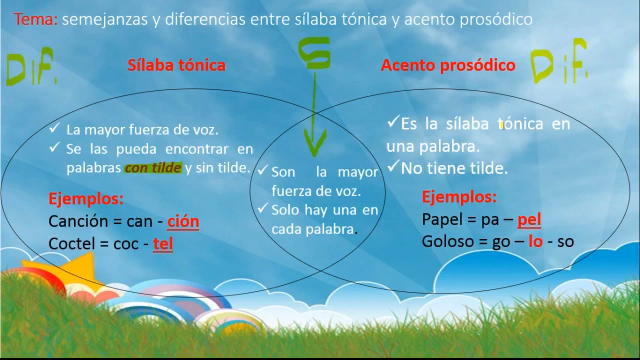 Tema: semejanzas y diferencias entre sílaba tónica y acento prosódico
Dif.
Sílaba tónica
S
Acento prosódico
Dif.
✓ La mayor fuerza de voz.
✓ Se las pueda encontrar en
palabras con tilde y sin tilde.
Ejemplos:
Canción = can - ción
Coctel = coc - tel
✓ Son la mayor
fuerza de voz.
✓ Solo hay una en
cada palabra.
✓ Es la sílaba tónica en
una palabra.
✓ No tiene tilde.
Ejemplos:
Papel = pa – pel
Goloso = go – lo - so